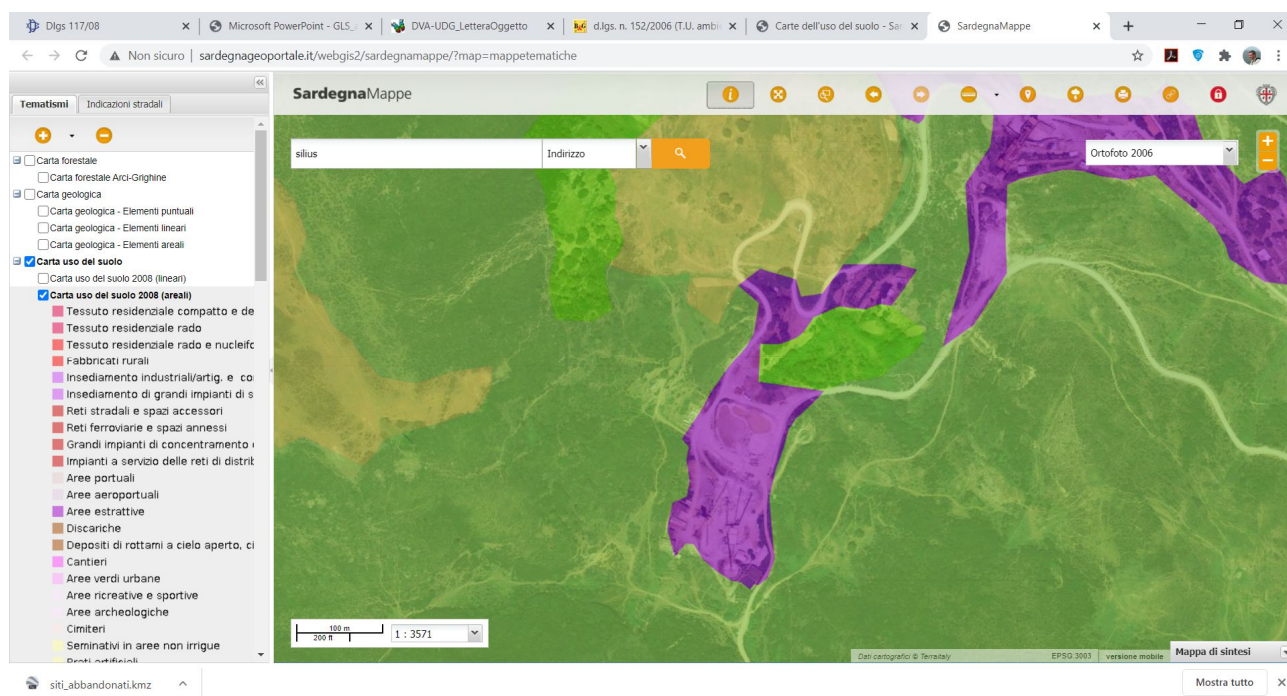 Dlgs 117/08
Microsoft PowerPoint - GLS_
DVA-UDG_LetteraOggetto
d.lgs. n. 152/2006 (T.U. ambi
Carte dell'uso del suolo - Sar
SardegnaMappe
Non sicuro | sardegnageoportale.it/webgis2/sardegnamappe/?map=mappetematiche
Tematismi
Indicazioni stradali
SardegnaMappe
silius
Indirizzo
Ortofoto 2006
Carta forestale
Carta forestale Arci-Grighine
Carta geologica
Carta geologica - Elementi puntuali
Carta geologica - Elementi lineari
Carta geologica - Elementi areali
Carta uso del suolo
Carta uso del suolo 2008 (lineari)
Carta uso del suolo 2008 (areali)
Tessuto residenziale compatto e de
Tessuto residenziale rado
Tessuto residenziale rado e nucleifo
Fabbricati rurali
Insediamento industriali/artig. e co
Insediamento di grandi impianti di s
Reti stradali e spazi accessori
Reti ferroviarie e spazi annessi
Grandi impianti di concentramento
Impianti a servizio delle reti di distrib
Aree portuali
Aree aeroportuali
Aree estrattive
Discariche
Depositi di rottami a cielo aperto, ci
Cantieri
Aree verdi urbane
Aree ricreative e sportive
Aree archeologiche
Cimiteri
Seminativi in aree non irrigue
Prati artificiali
100 m
200 ft
1 : 3571
Dati cartografici © Terraitaly
EPSG 3003
versione mobile
Mappa di sintesi
siti_abbandonati.kmz
Mostra tutto